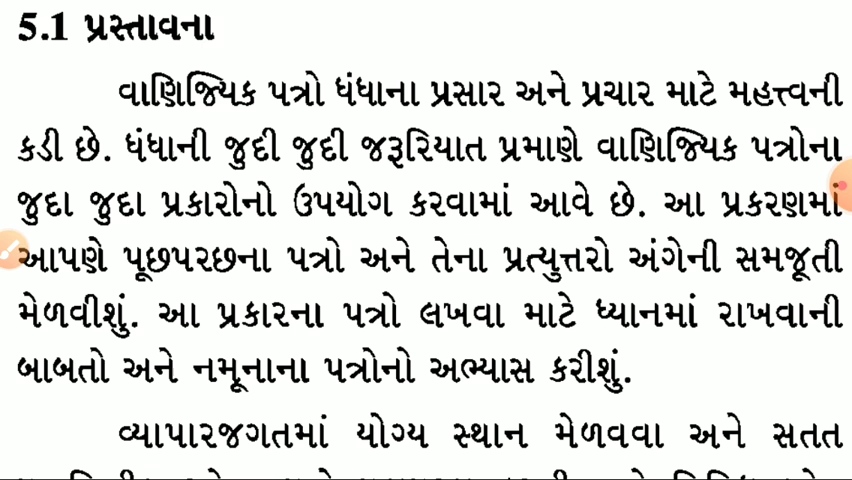 5.1 પ્રસ્તાવના
વાણિજ્યિક પત્રો ધંધાના પ્રસાર અને પ્રચાર માટે મહત્ત્વની
કડી છે. ધંધાની જુદી જુદી જરૂરિયાત પ્રમાણે વાણિજ્યિક પત્રોના
જુદા જુદા પ્રકારોનો ઉપયોગ કરવામાં આવે છે. આ પ્રકરણમાં
આપણે પૂછપરછના પત્રો અને તેના પ્રત્યુત્તરો અંગેની સમજૂતી
મેળવીશું. આ પ્રકારના પત્રો લખવા માટે ધ્યાનમાં રાખવાની
બાબતો અને નમૂનાના પત્રોનો અભ્યાસ કરીશું.
વ્યાપારજગતમાં યોગ્ય સ્થાન મેળવવા અને સતત